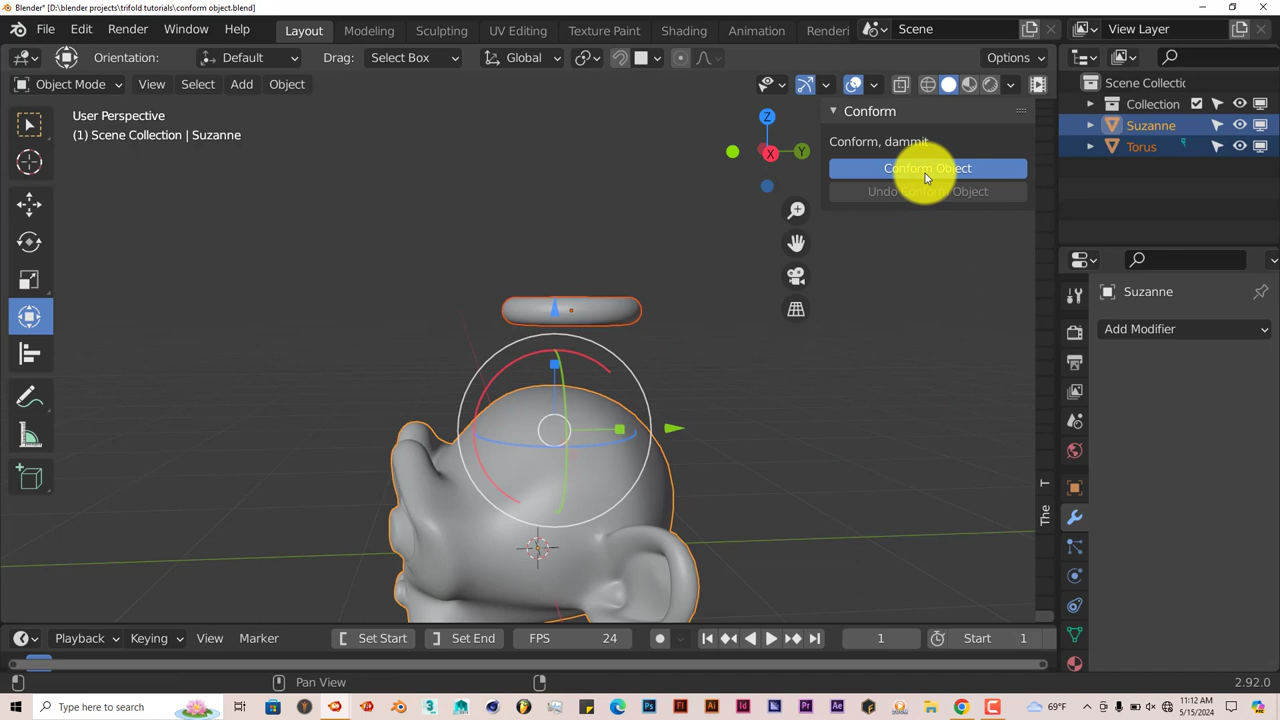 Blender* [D:\blender projects\trifold tutorials\conform object.blend]
File Edit Render Window Help Layout Modeling Sculpting UV Editing Texture Paint Shading Animation Renderi Scene View Layer
Orientation: Default Drag: Select Box Global Options
Object Mode View Select Add Object
User Perspective
(1) Scene Collection | Suzanne
Z
X
Y
Conform
Conform, dammit
Conform Object
Undo Conform Object
T
The
Scene Collectic
Collection
Suzanne
Torus
Suzanne
Add Modifier
Playback Keying View Marker Set Start Set End FPS 24 1 Start 1
Pan View 2.92.0
Type here to search
69°F
11:12 AM
5/15/2024